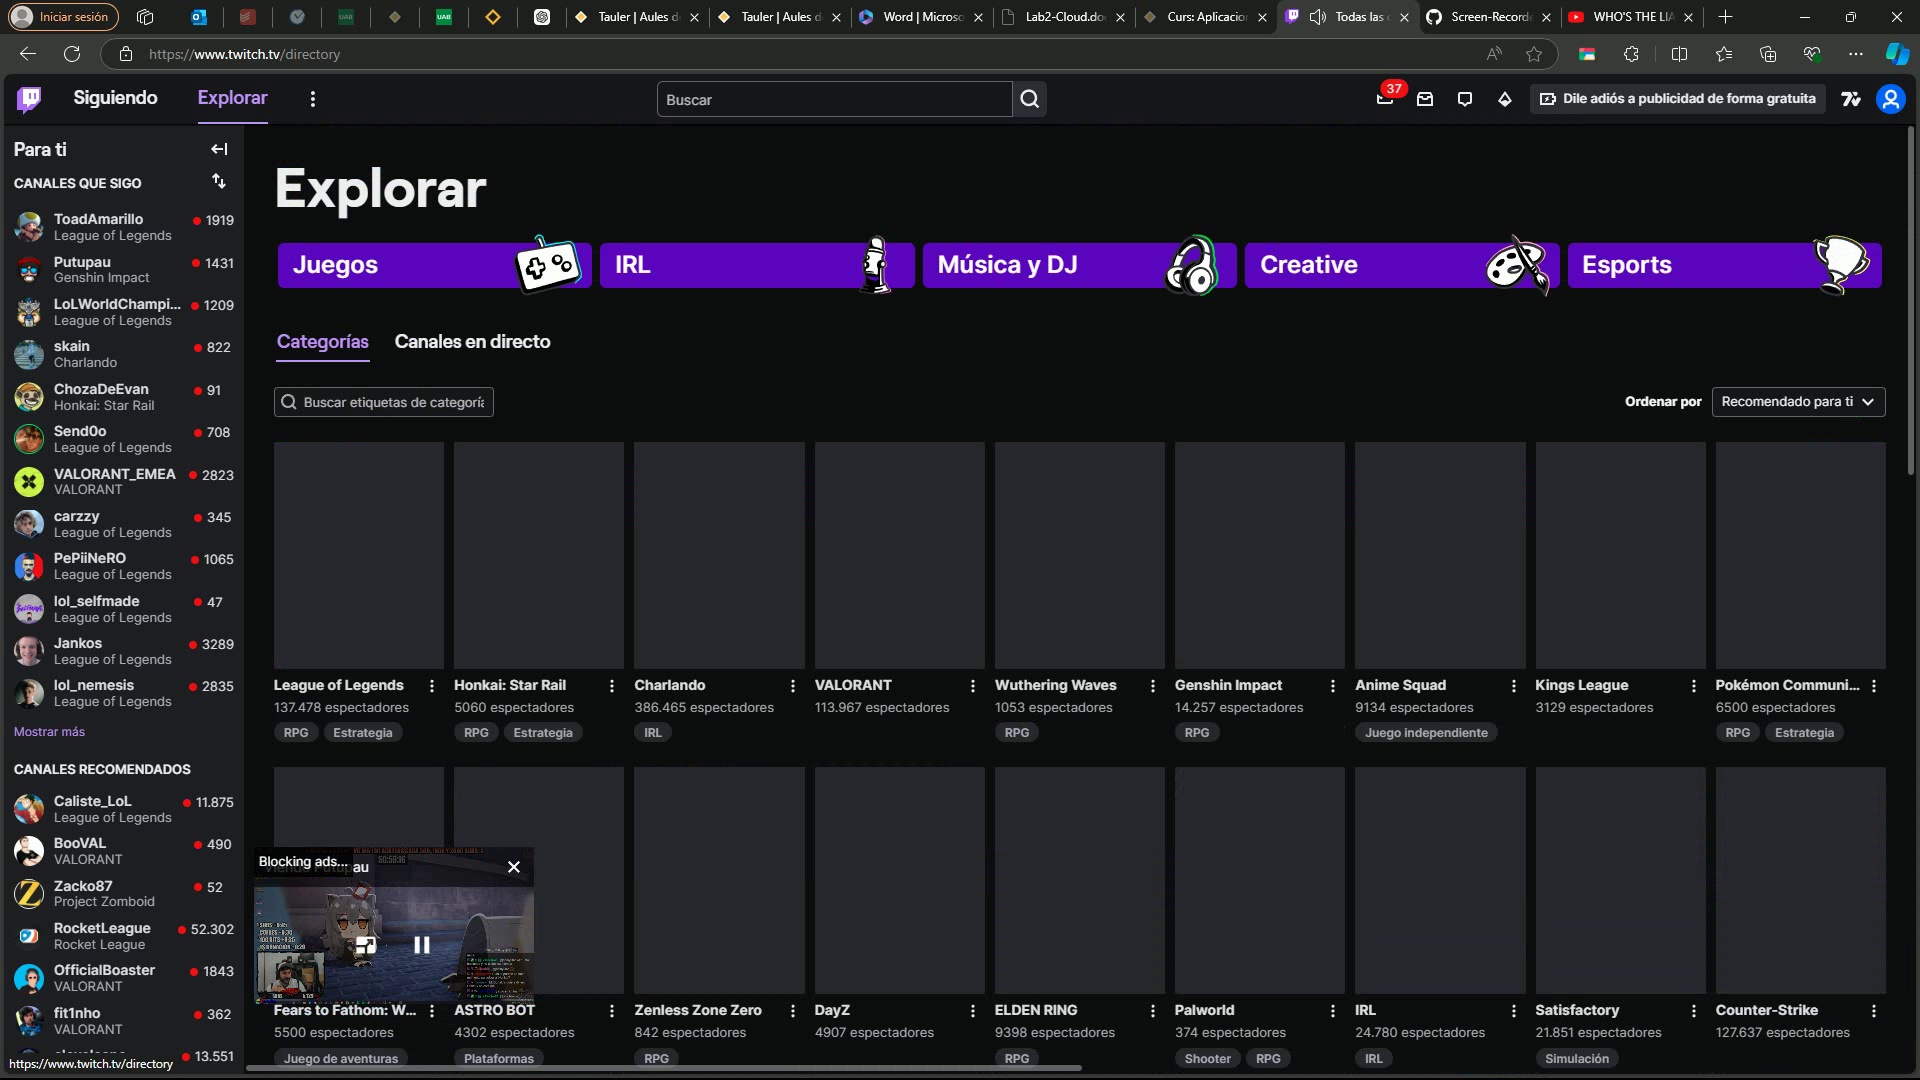 Iniciar sesión
Tauler | Aules d
Tauler | Aules d
Word | Microso
Lab2-Cloud.do
Curs: Aplicacion
Todas las
Screen-Recorde
WHO'S THE LIA
https://www.twitch.tv/directory
Siguiendo
Explorar
Buscar
37
Dile adiós a publicidad de forma gratuita
Para ti
CANALES QUE SIGO
ToadAmarillo
1919
League of Legends
Putupau
1431
Genshin Impact
LoLWorldChampi...
1209
League of Legends
skain
822
Charlando
ChozaDeEvan
91
Honkai: Star Rail
Send0o
708
League of Legends
VALORANT_EMEA
2823
VALORANT
carzzy
345
League of Legends
PePiiNeRO
1065
League of Legends
lol_selfmade
47
League of Legends
Jankos
3289
League of Legends
lol_nemesis
2835
League of Legends
Mostrar más
CANALES RECOMENDADOS
Caliste_LoL
11.875
League of Legends
BooVAL
490
VALORANT
Zacko87
52
Project Zomboid
RocketLeague
52.302
Rocket League
OfficialBoaster
1843
VALORANT
fit1nho
362
VALORANT
13.551
https://www.twitch.tv/directory
Explorar
Juegos
IRL
Música y DJ
Creative
Esports
Categorías
Canales en directo
Buscar etiquetas de categoría
Ordenar por
Recomendado para ti
League of Legends
137.478 espectadores
RPG
Estrategia
Honkai: Star Rail
5060 espectadores
RPG
Estrategia
Charlando
386.465 espectadores
IRL
VALORANT
113.967 espectadores
Wuthering Waves
1053 espectadores
RPG
Genshin Impact
14.257 espectadores
RPG
Anime Squad
9134 espectadores
Juego independiente
Kings League
3129 espectadores
Pokémon Communi...
6500 espectadores
RPG
Estrategia
Blocking ads...
Viendo Putupau
Fears to Fathom: W...
5500 espectadores
Juego de aventuras
ASTRO BOT
4302 espectadores
Plataformas
Zenless Zone Zero
842 espectadores
RPG
DayZ
4907 espectadores
ELDEN RING
9398 espectadores
RPG
Palworld
374 espectadores
Shooter
RPG
IRL
24.780 espectadores
IRL
Satisfactory
21.851 espectadores
Simulación
Counter-Strike
127.637 espectadores